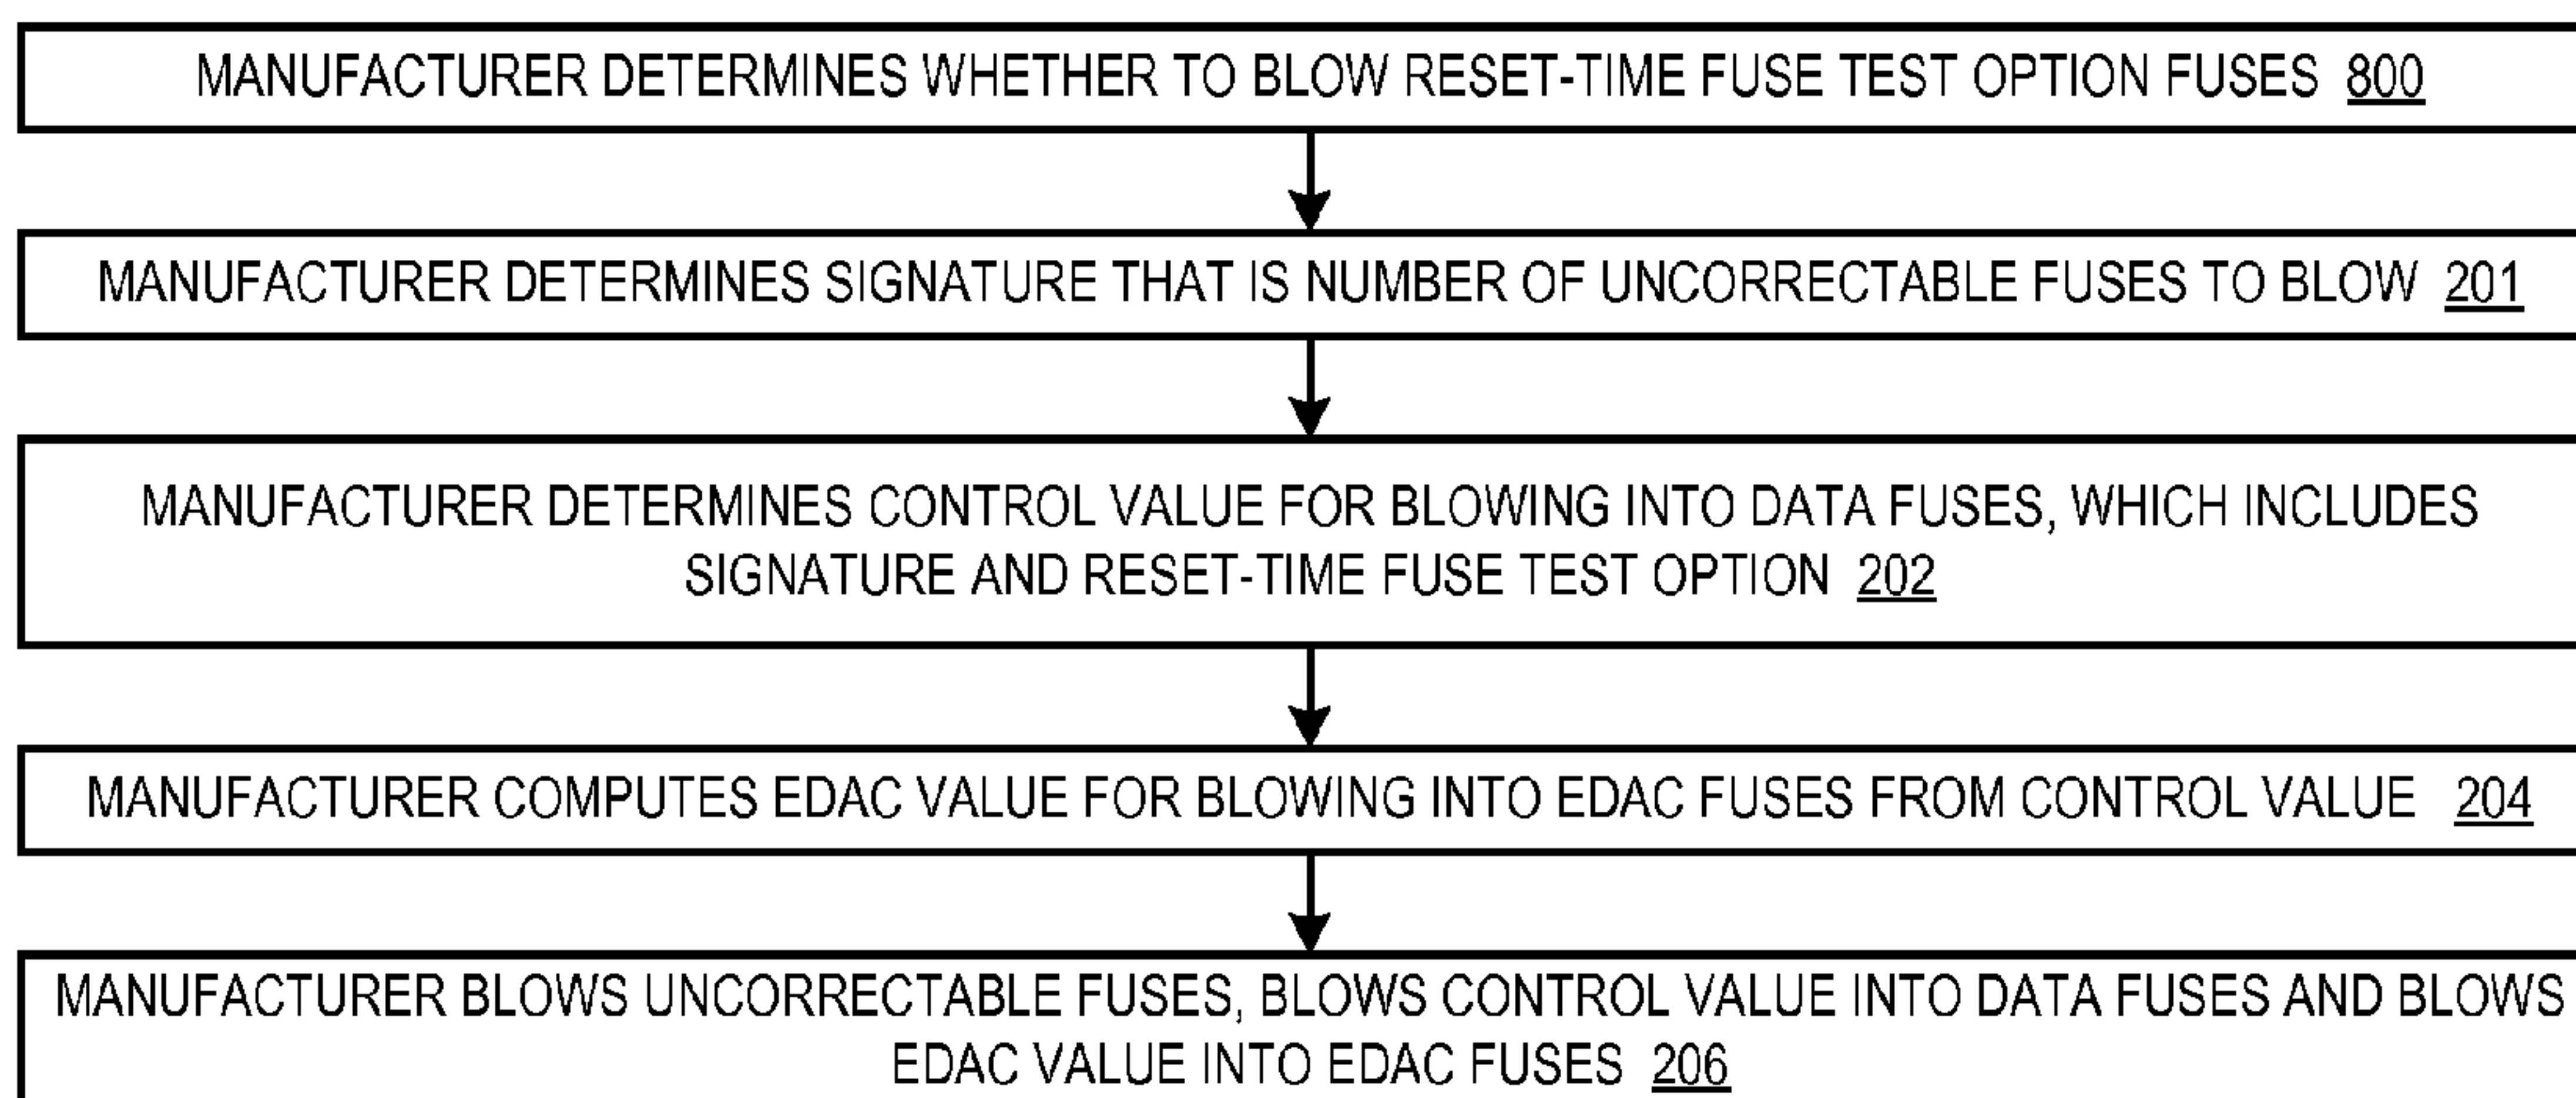 MANUFACTURER DETERMINES WHETHER TO BLOW RESET-TIME FUSE TEST OPTION FUSES 800
MANUFACTURER DETERMINES SIGNATURE THAT IS NUMBER OF UNCORRECTABLE FUSES TO BLOW 201
MANUFACTURER DETERMINES CONTROL VALUE FOR BLOWING INTO DATA FUSES, WHICH INCLUDES
SIGNATURE AND RESET-TIME FUSE TEST OPTION 202
MANUFACTURER COMPUTES EDAC VALUE FOR BLOWING INTO EDAC FUSES FROM CONTROL VALUE 204
MANUFACTURER BLOWS UNCORRECTABLE FUSES, BLOWS CONTROL VALUE INTO DATA FUSES AND BLOWS
EDAC VALUE INTO EDAC FUSES 206